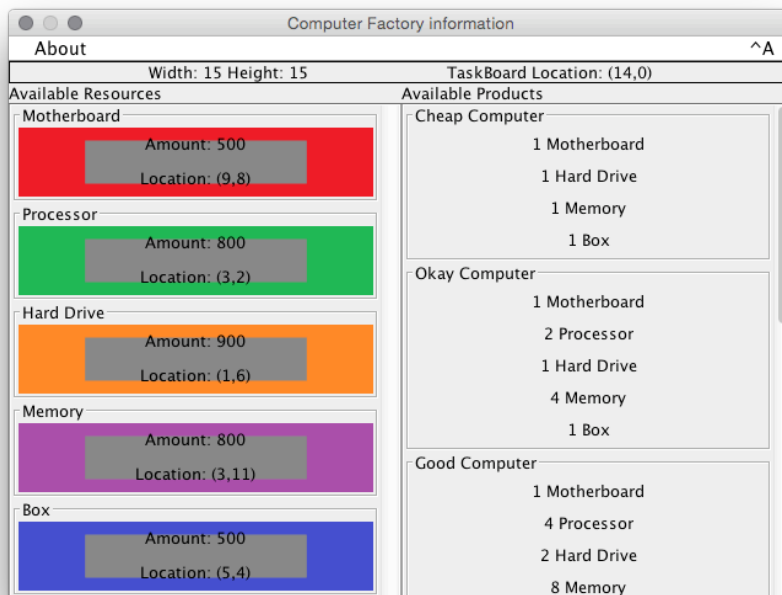 Computer Factory information
About ^A
Width: 15 Height: 15 TaskBoard Location: (14,0)
Available Resources
Motherboard
Amount: 500
Location: (9,8)
Processor
Amount: 800
Location: (3,2)
Hard Drive
Amount: 900
Location: (1,6)
Memory
Amount: 800
Location: (3,11)
Box
Amount: 500
Location: (5,4)
Available Products
Cheap Computer
1 Motherboard
1 Hard Drive
1 Memory
1 Box
Okay Computer
1 Motherboard
2 Processor
1 Hard Drive
4 Memory
1 Box
Good Computer
1 Motherboard
4 Processor
2 Hard Drive
8 Memory